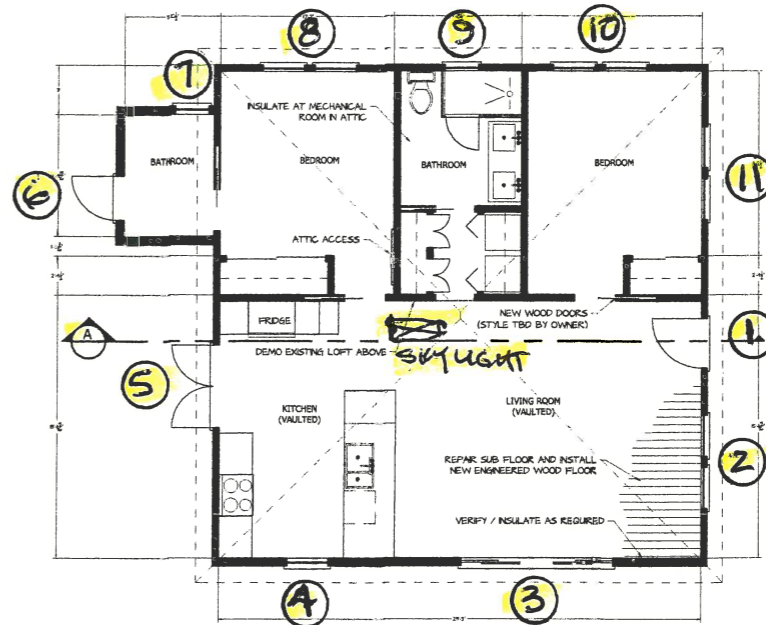 8
9
10
7
INSULATE AT MECHANICAL
ROOM IN ATTIC
BATHROOM
BEDROOM
BATHROOM
BEDROOM
11
6
ATTIC ACCESS
FRIDGE
NEW WOOD DOORS
(STYLE TBD BY OWNER)
A
1
DEMO EXISTING LOFT ABOVE
SKYLIGHT
5
KITCHEN
(VAULTED)
LIVING ROOM
(VAULTED)
2
REPAIR SUB FLOOR AND INSTALL
NEW ENGINEERED WOOD FLOOR
VERIFY / INSULATE AS REQUIRED
4
3